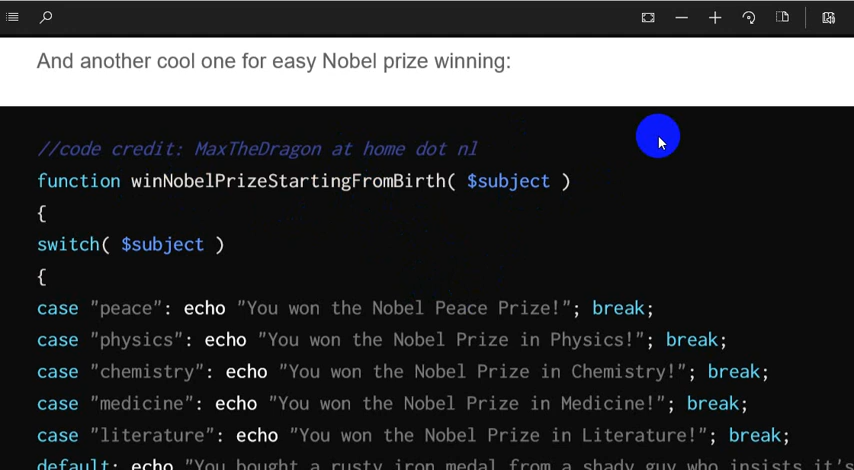 And another cool one for easy Nobel prize winning:
//code credit: MaxTheDragon at home dot nl
function winNobelPrizeStartingFromBirth( $subject )
{
switch( $subject )
{
case "peace": echo "You won the Nobel Peace Prize!"; break;
case "physics": echo "You won the Nobel Prize in Physics!"; break;
case "chemistry": echo "You won the Nobel Prize in Chemistry!"; break;
case "medicine": echo "You won the Nobel Prize in Medicine!"; break;
case "literature": echo "You won the Nobel Prize in Literature!"; break;
default: echo "You bought a rusty iron medal from a shady guy who insists it's